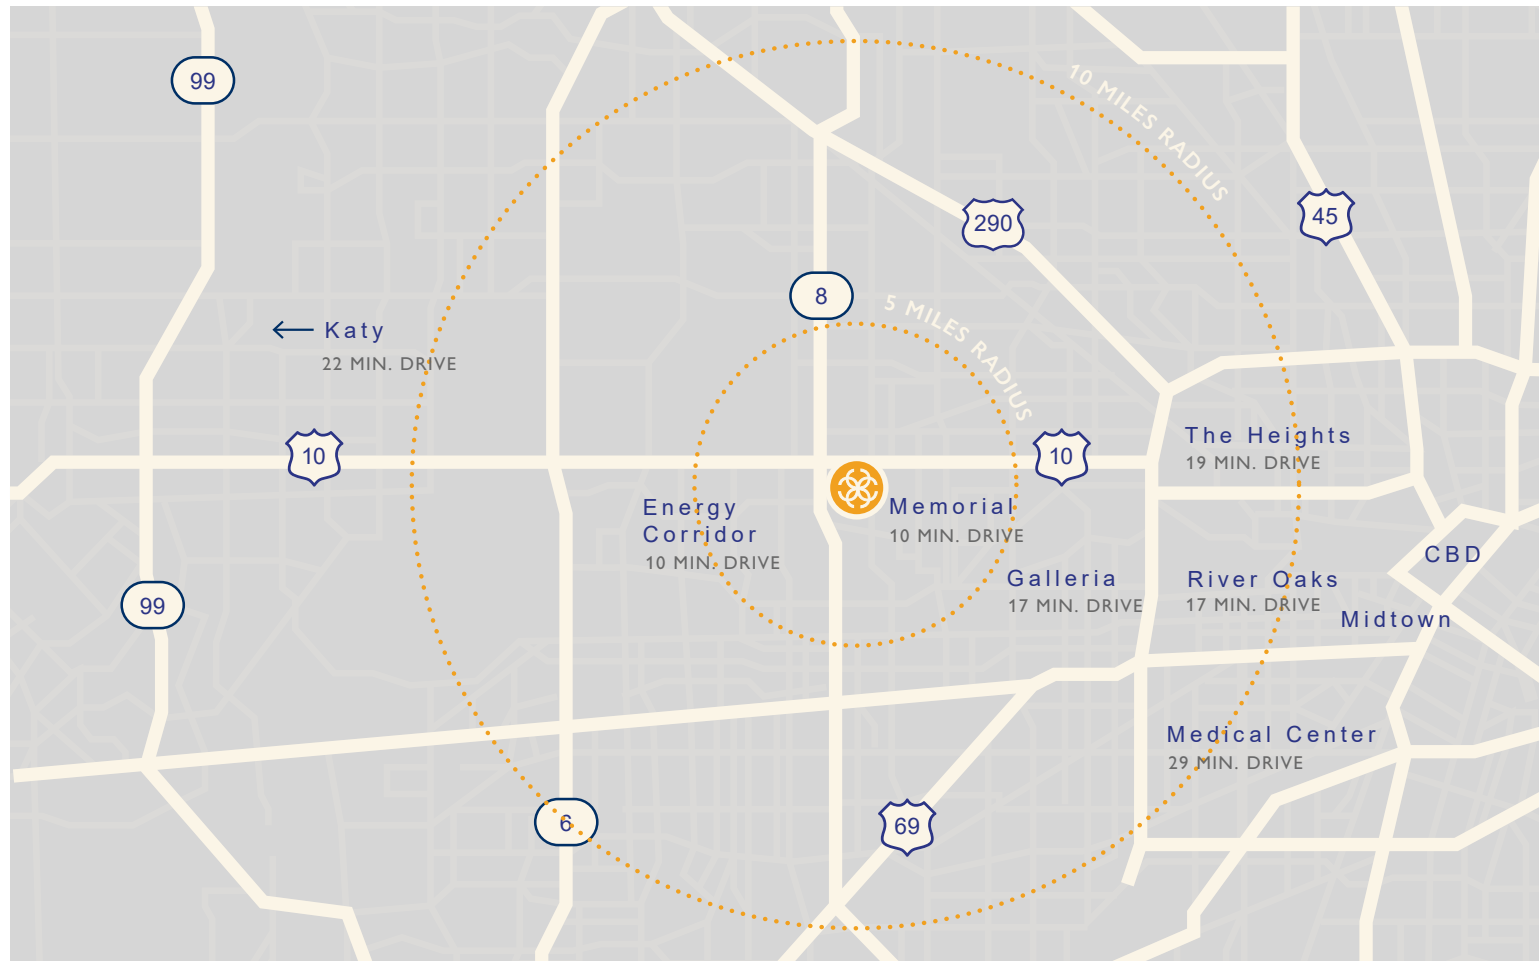 99
10 MILES RADIUS
290
45
8
5 MILES RADIUS
Katy
22 MIN. DRIVE
10
10
The Heights
19 MIN. DRIVE
Energy
Corridor
10 MIN. DRIVE
Memorial
10 MIN. DRIVE
CBD
Galleria
17 MIN. DRIVE
River Oaks
17 MIN. DRIVE
99
Midtown
Medical Center
29 MIN. DRIVE
6
69